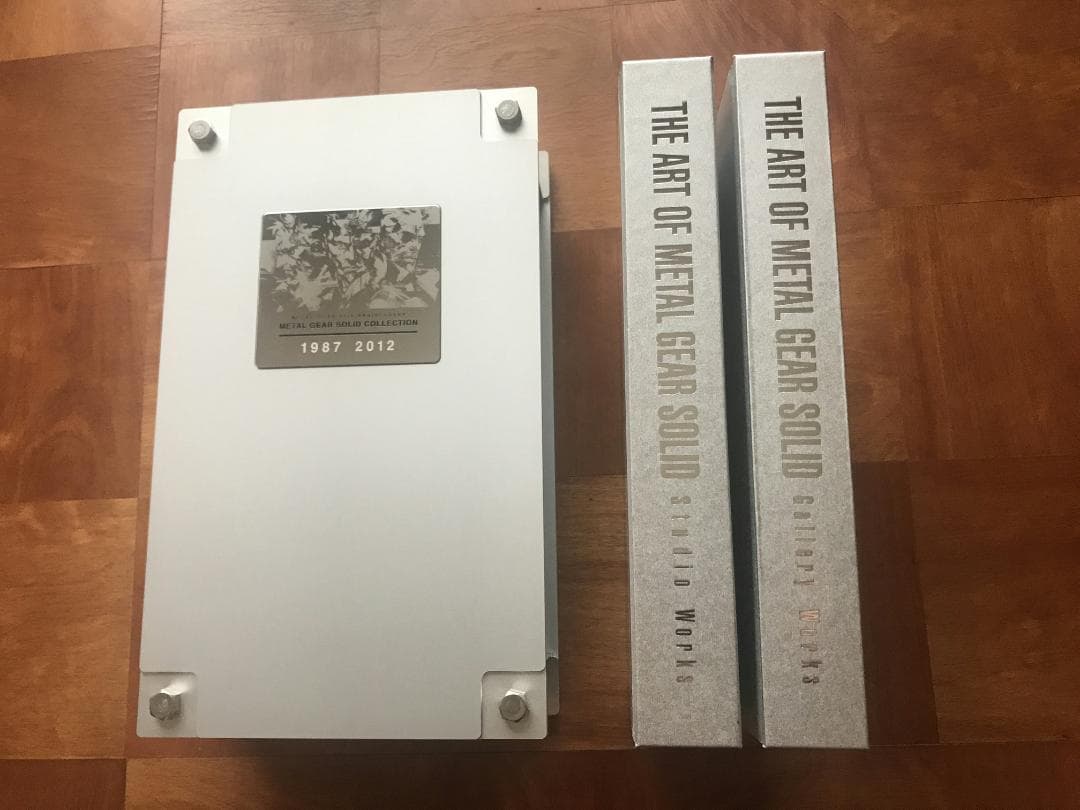 METAL GEAR SOLID COLLECTION
1987 2012
THE ART OF METAL GEAR SOLID Studio Works
THE ART OF METAL GEAR SOLID Gallery Works